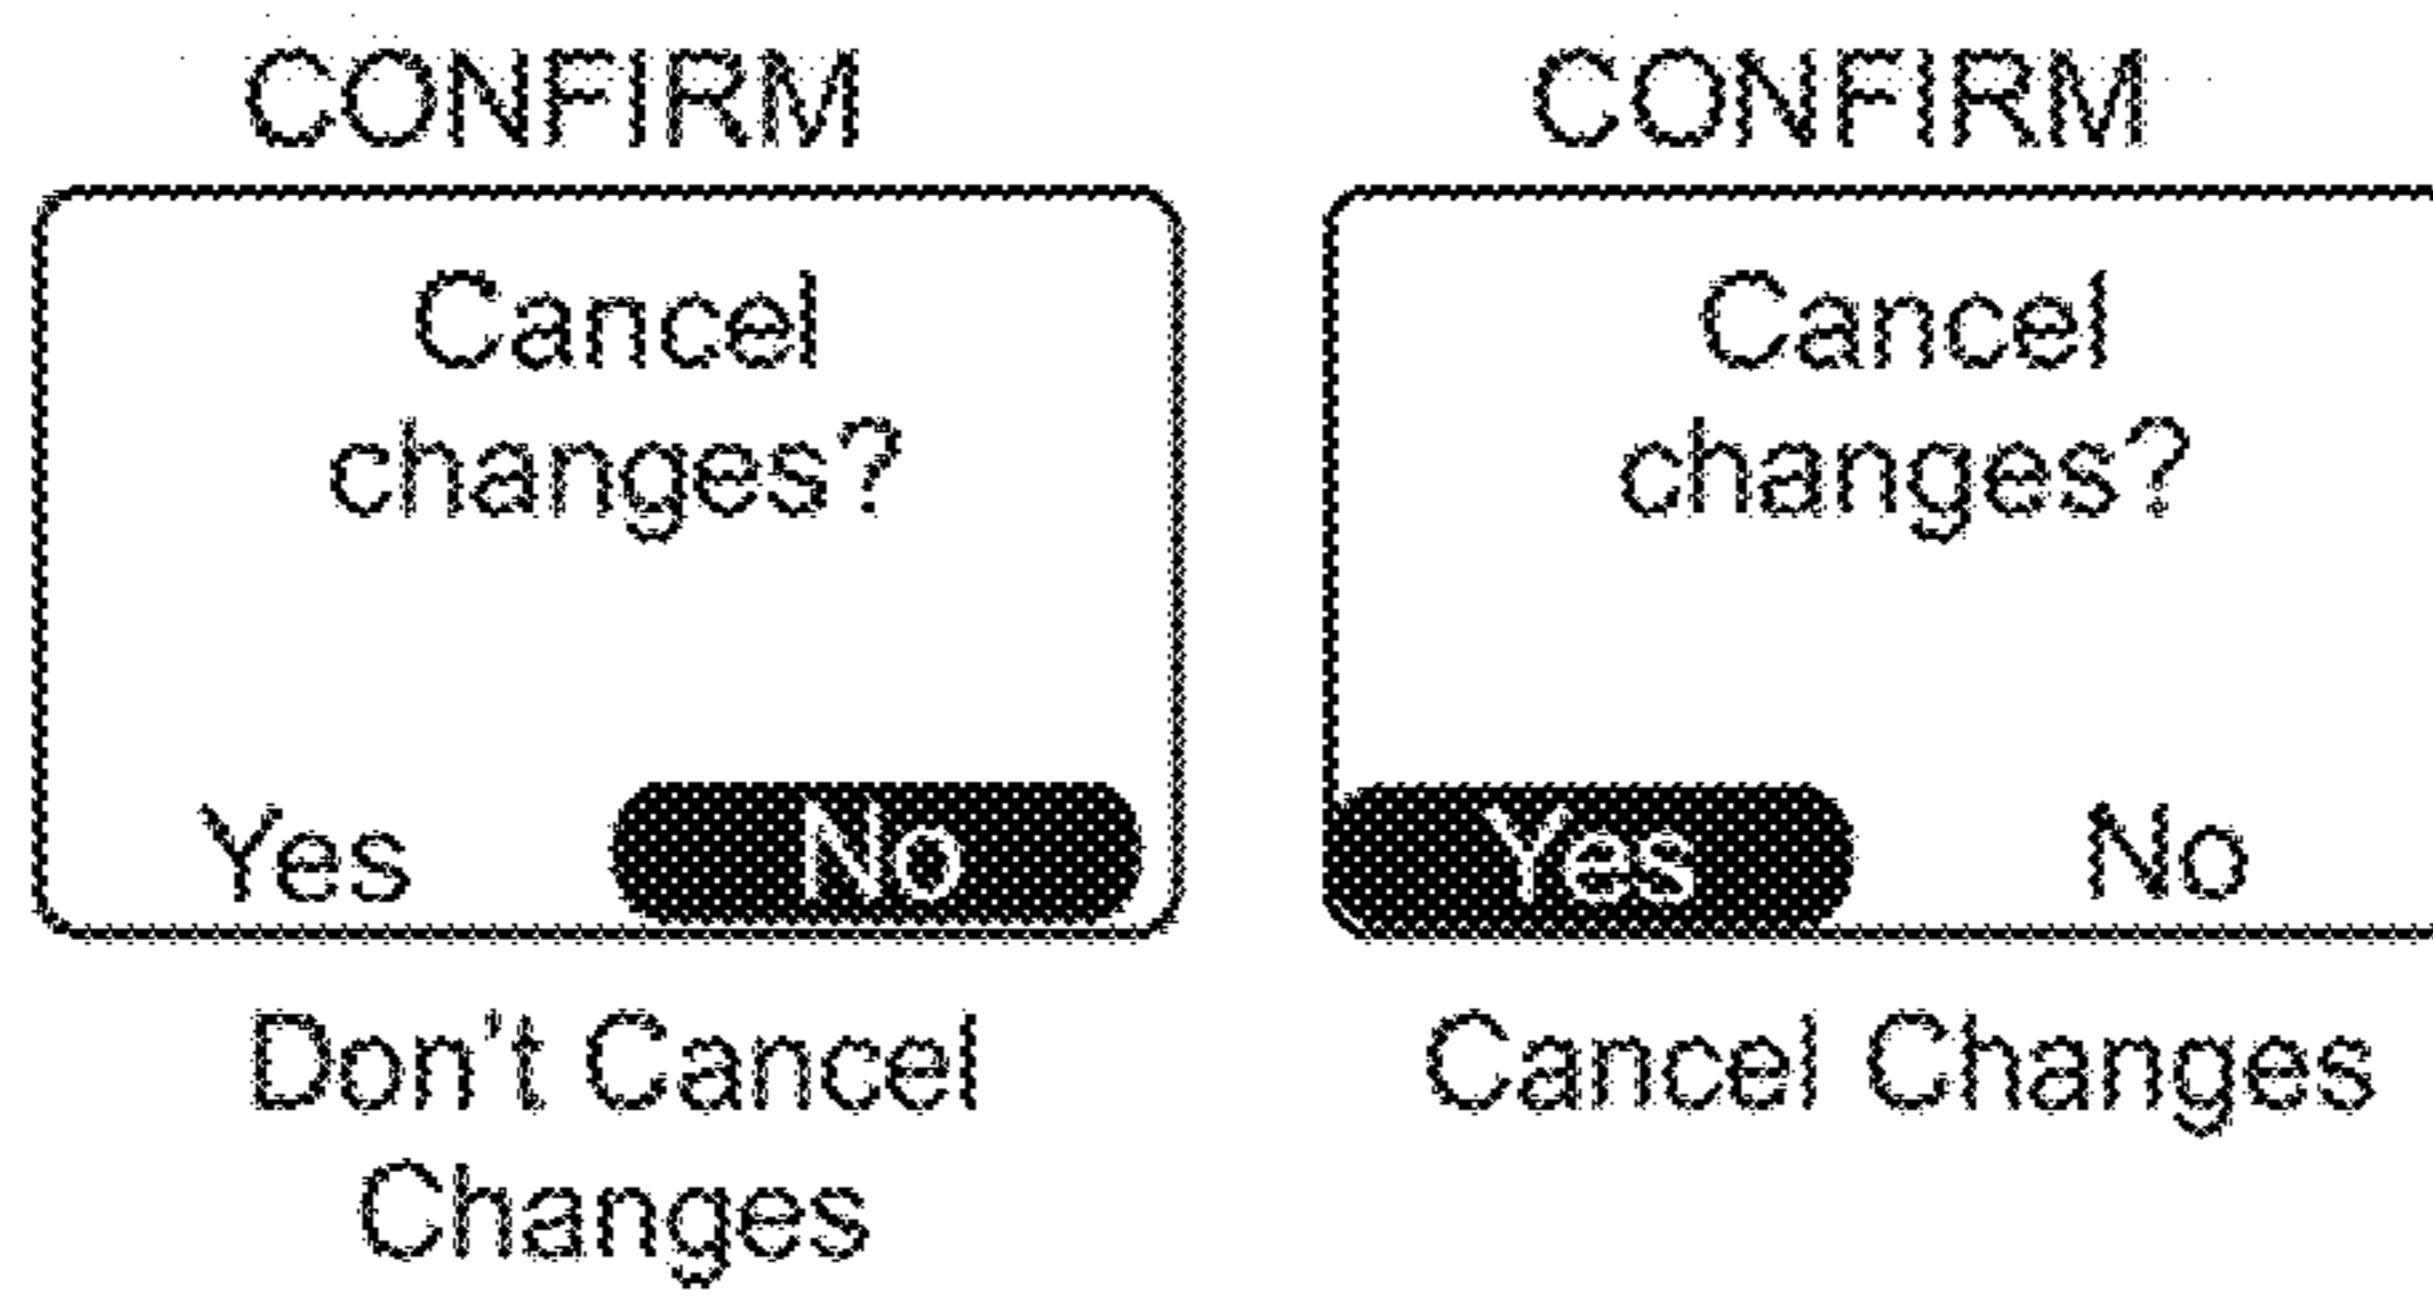 CONFIRM
Cancel
changes?
Yes No
Don't Cancel
Changes
CONFIRM
Cancel
changes?
Yes No
Cancel Changes